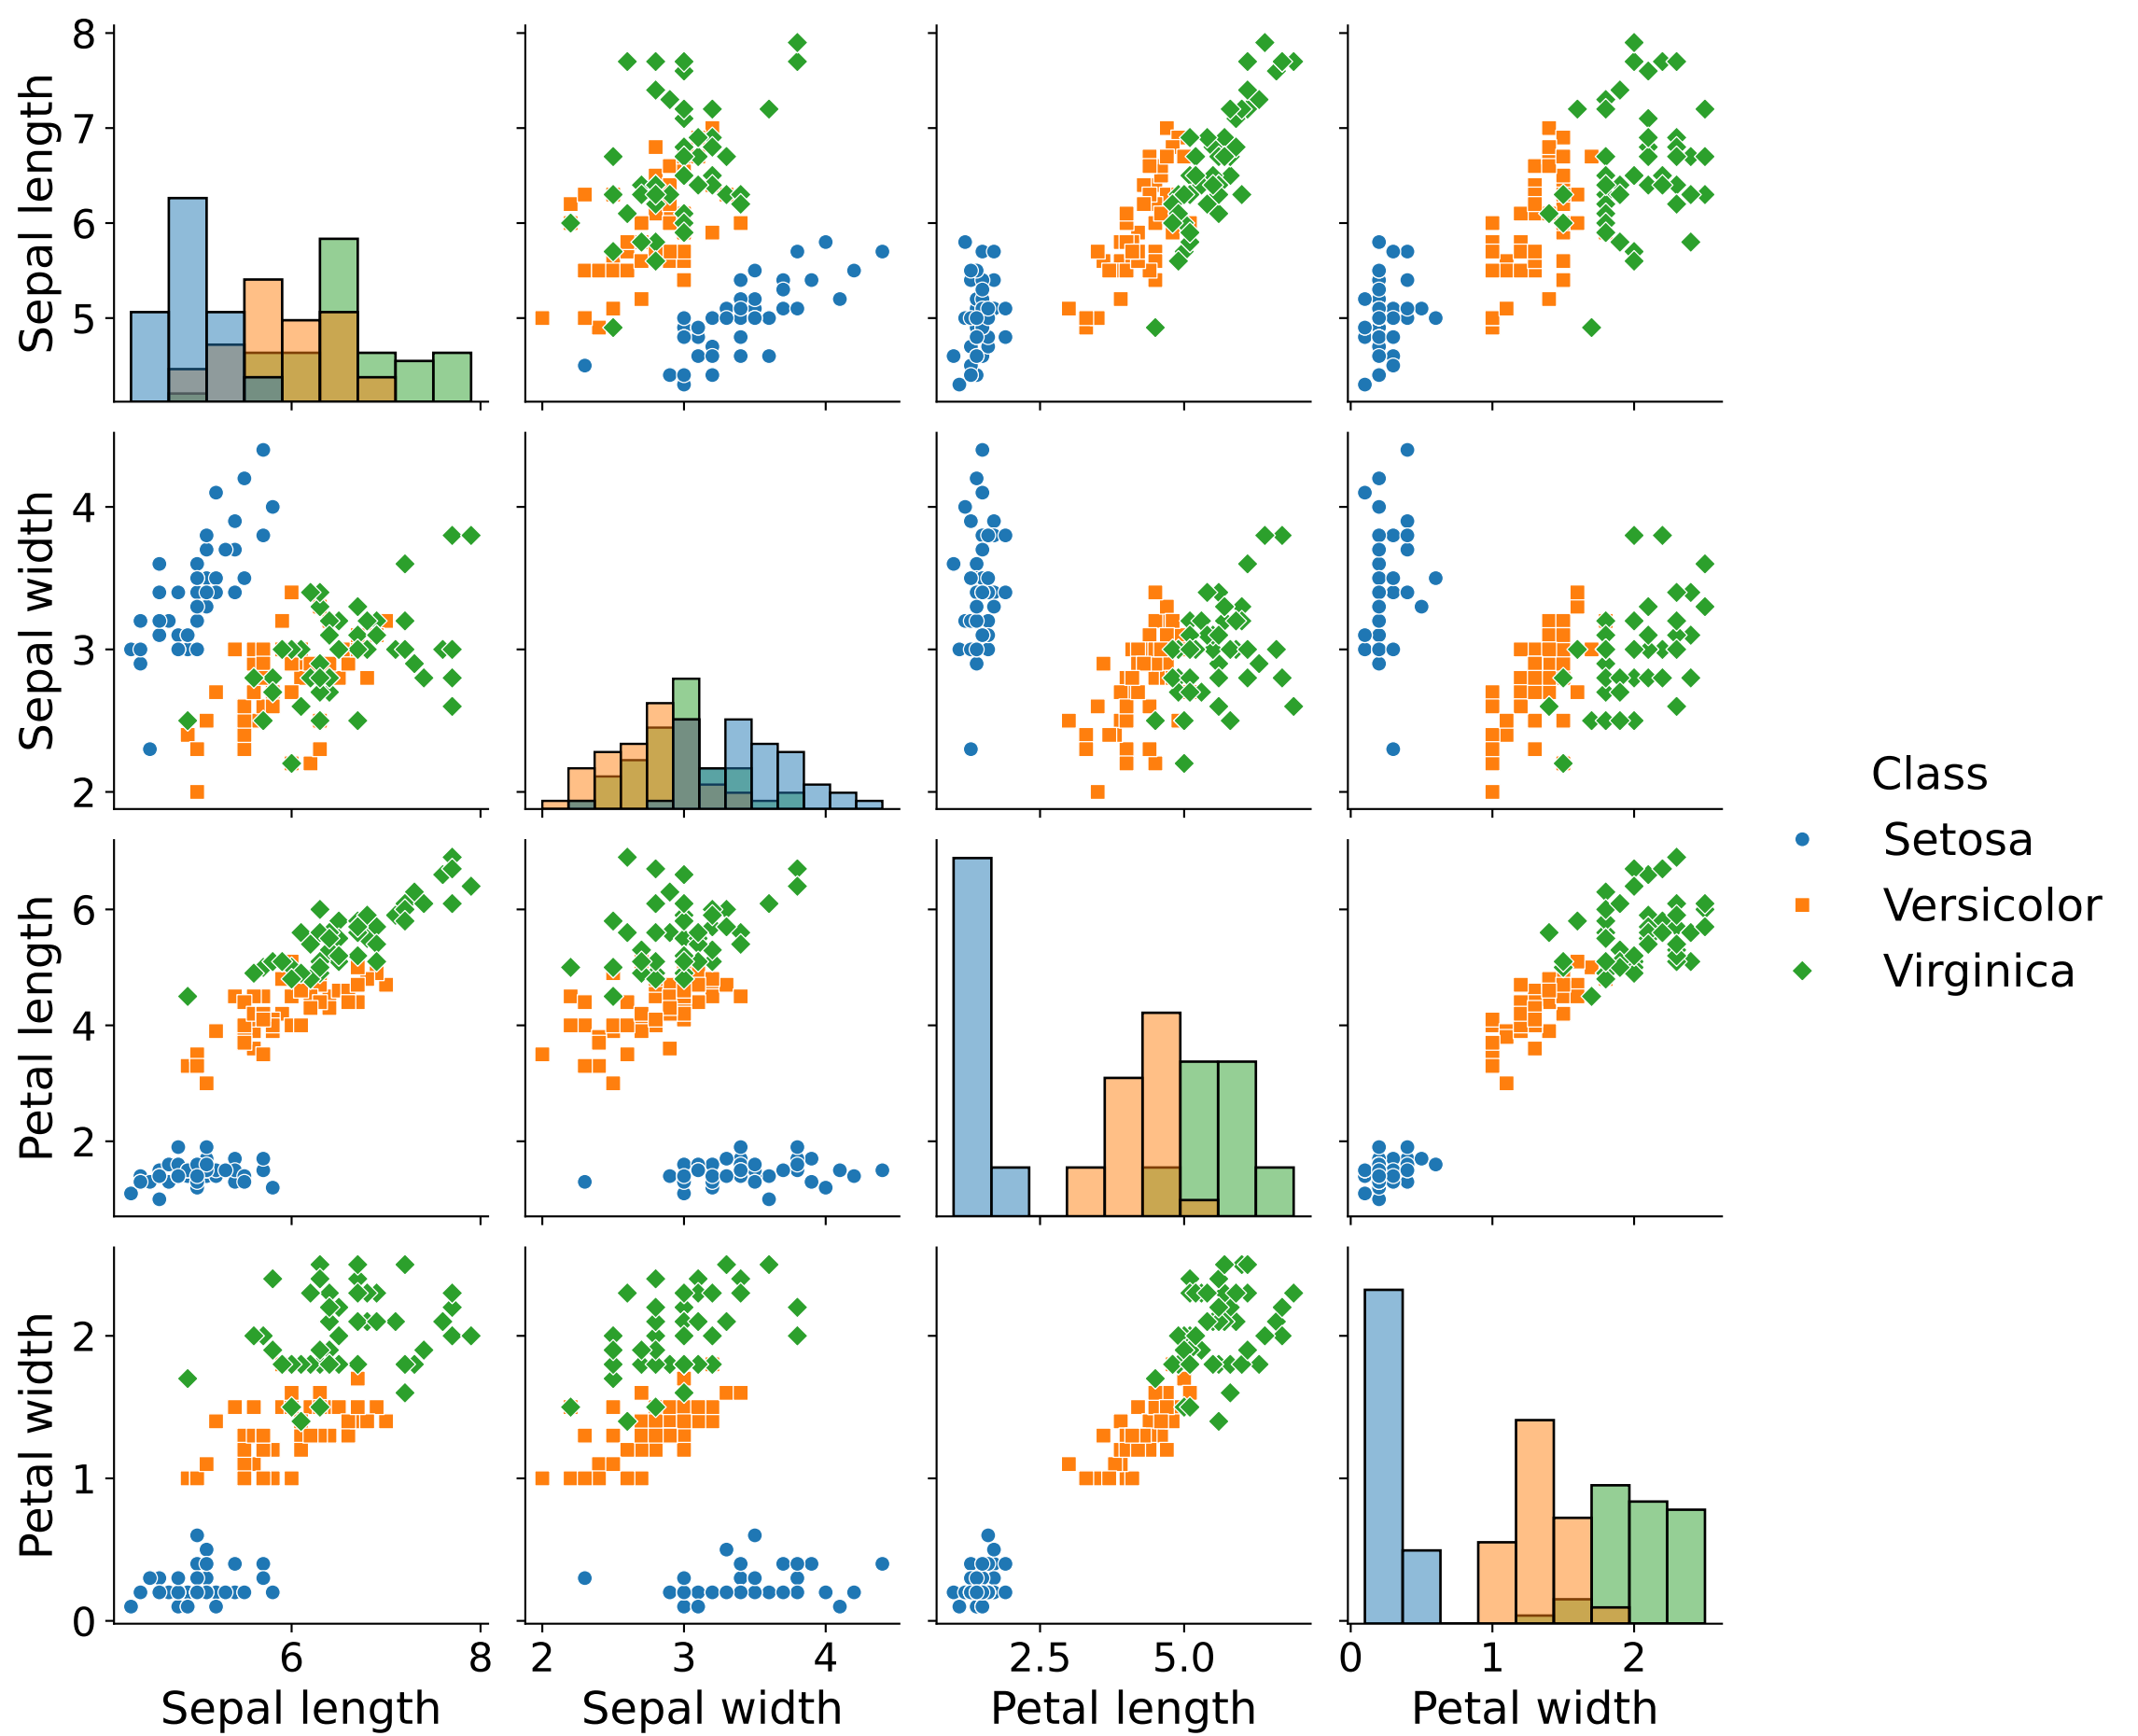 8
7
6
5
Sepal length
4
3
2
Sepal width
6
4
2
Petal length
2
1
0
Petal width
6 8
2 3 4
2.5 5.0
0 1 2
Sepal length
Sepal width
Petal length
Petal width
Class
Setosa
Versicolor
Virginica